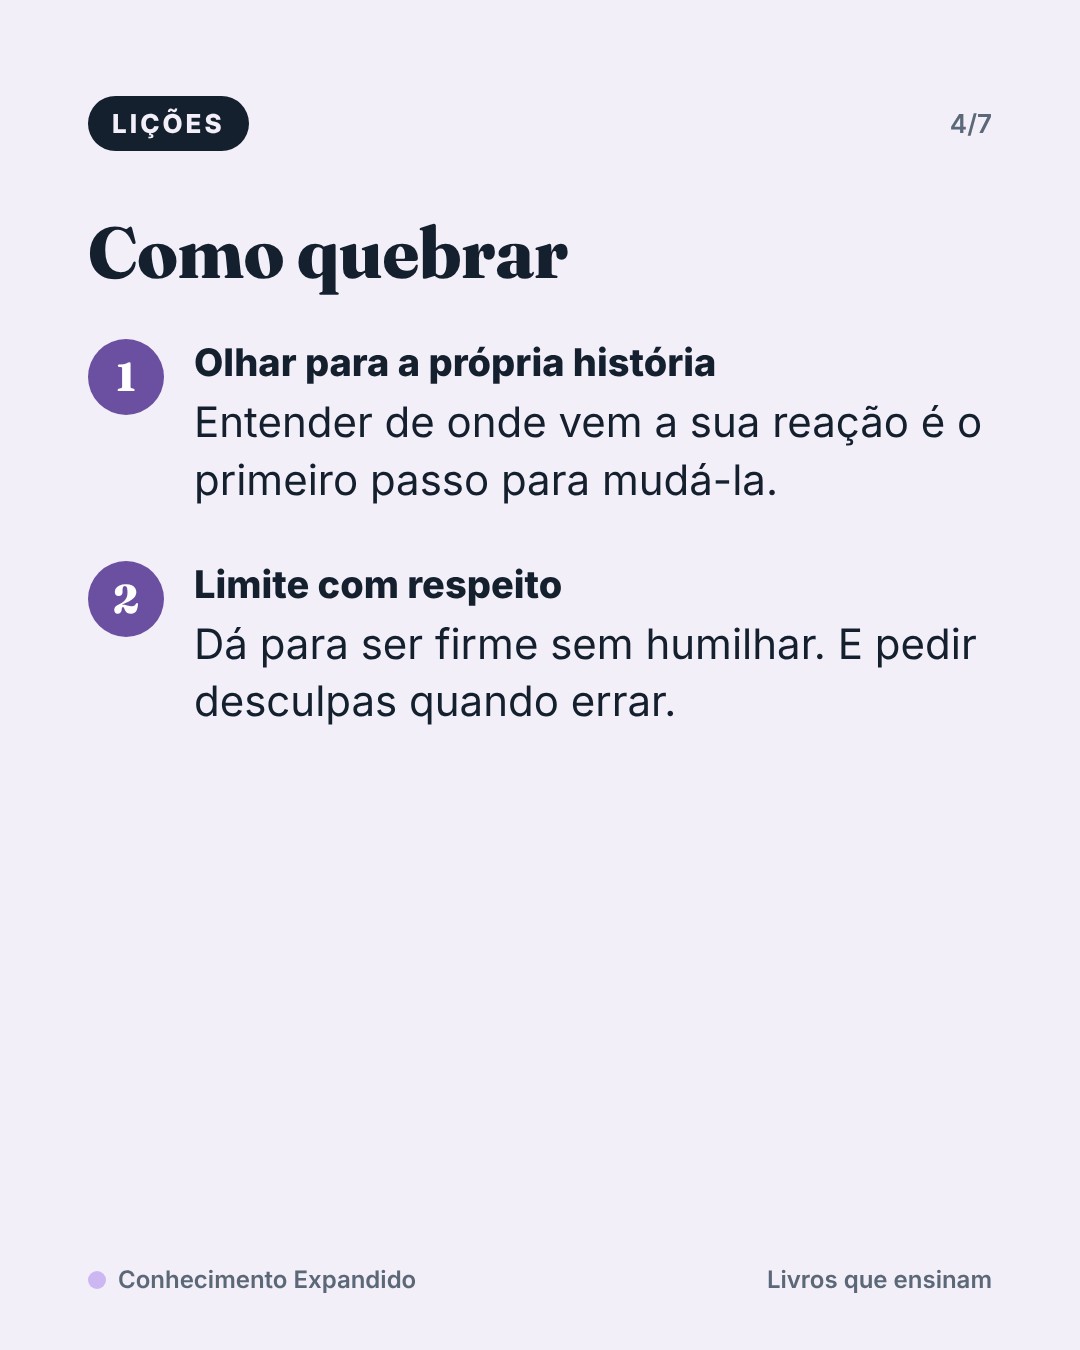 LIÇÕES
4/7
Como quebrar
1
Olhar para a própria história
Entender de onde vem a sua reação é o
primeiro passo para mudá-la.
2
Limite com respeito
Dá para ser firme sem humilhar. E pedir
desculpas quando errar.
Conhecimento Expandido
Livros que ensinam